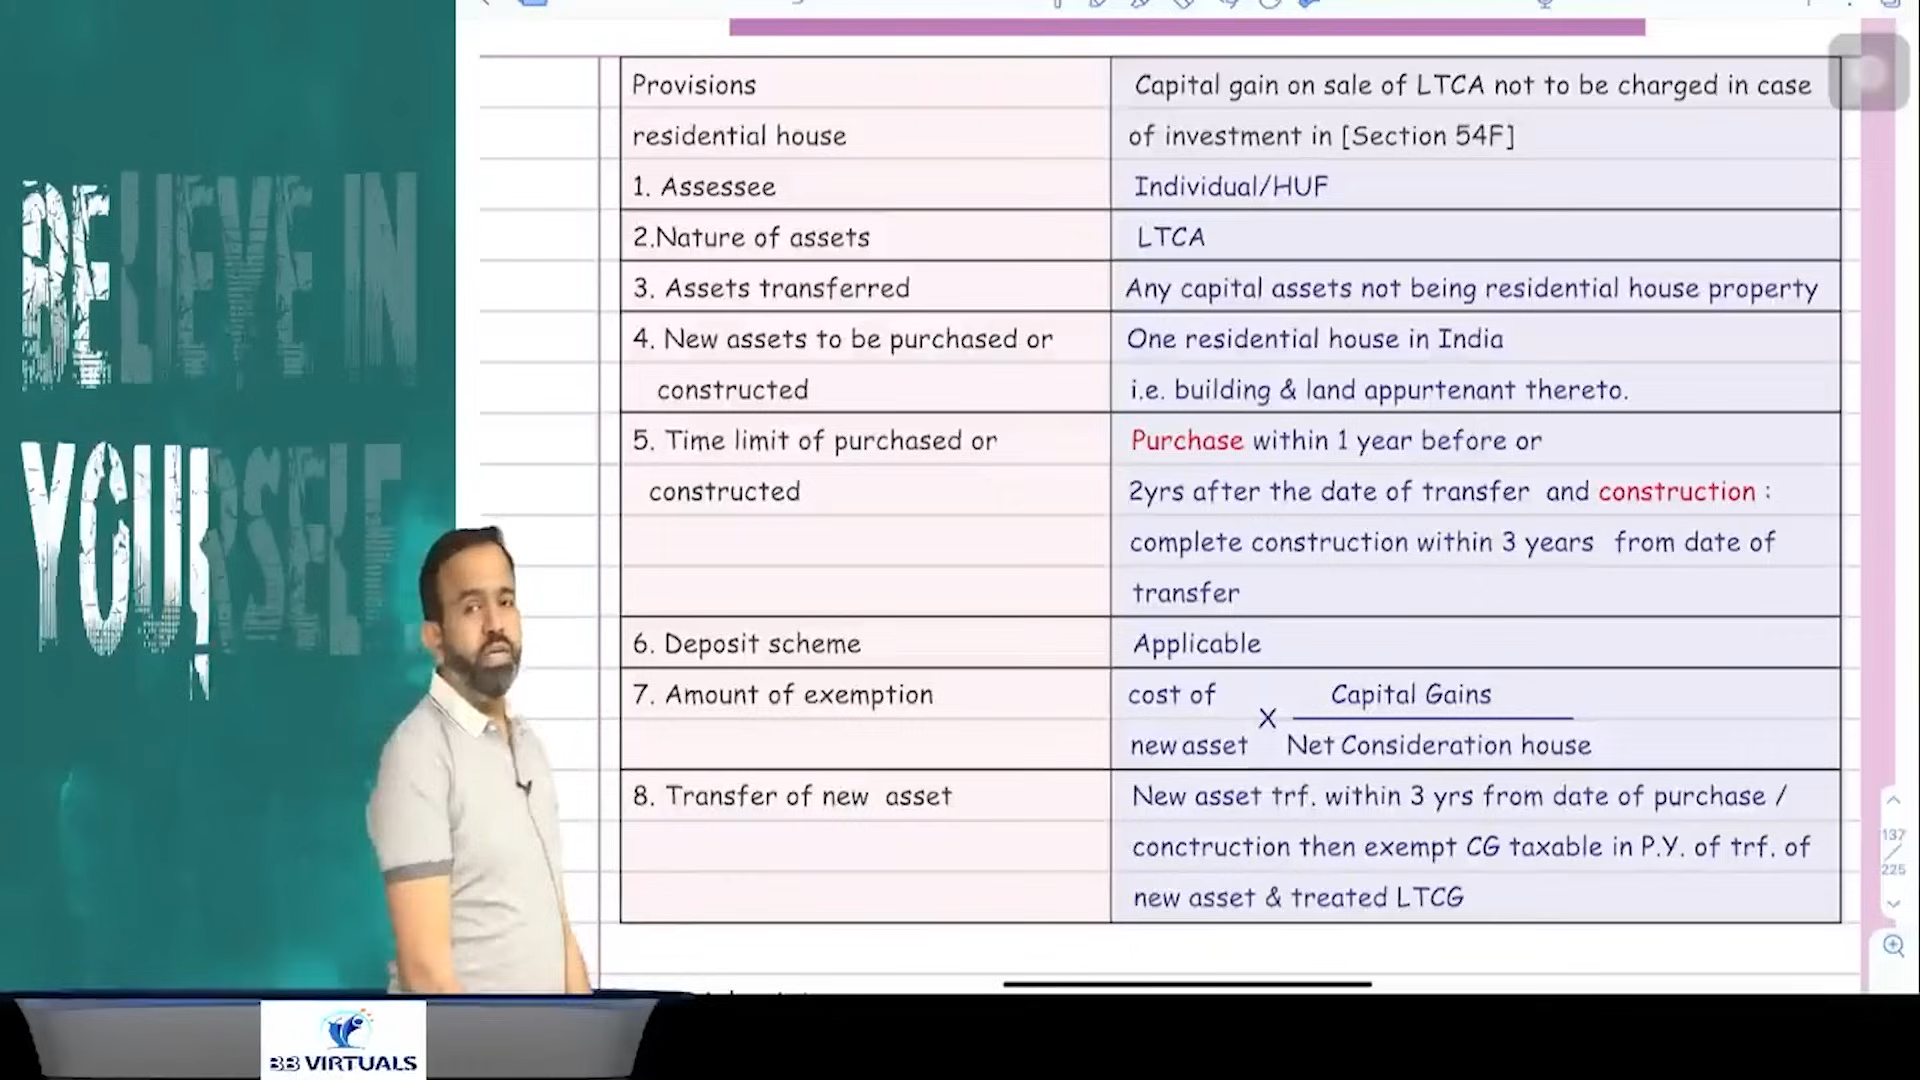 BELIEVE IN
YOU!RSELF
Provisions
residential house
Capital gain on sale of LTCA not to be charged in case
of investment in [Section 54F]
1. Assessee
Individual/HUF
2.Nature of assets
LTCA
3. Assets transferred
Any capital assets not being residential house property
4. New assets to be purchased or
constructed
One residential house in India
i.e. building & land appurtenant thereto.
5. Time limit of purchased or
constructed
Purchase within 1 year before or
2yrs after the date of transfer and construction :
complete construction within 3 years from date of
transfer
6. Deposit scheme
Applicable
7. Amount of exemption
cost of
new asset X Capital Gains
Net Consideration house
8. Transfer of new asset
New asset trf. within 3 yrs from date of purchase /
conctruction then exempt CG taxable in P.Y. of trf. of
new asset & treated LTCG
137
/
225
BB VIRTUALS